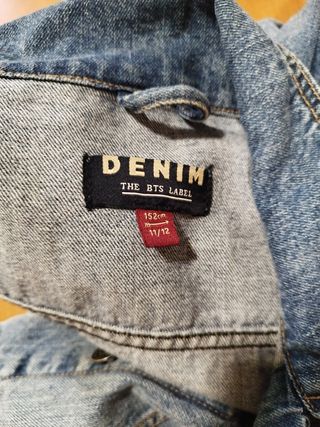 DENIM
THE BTS LABEL
152cm
11/12